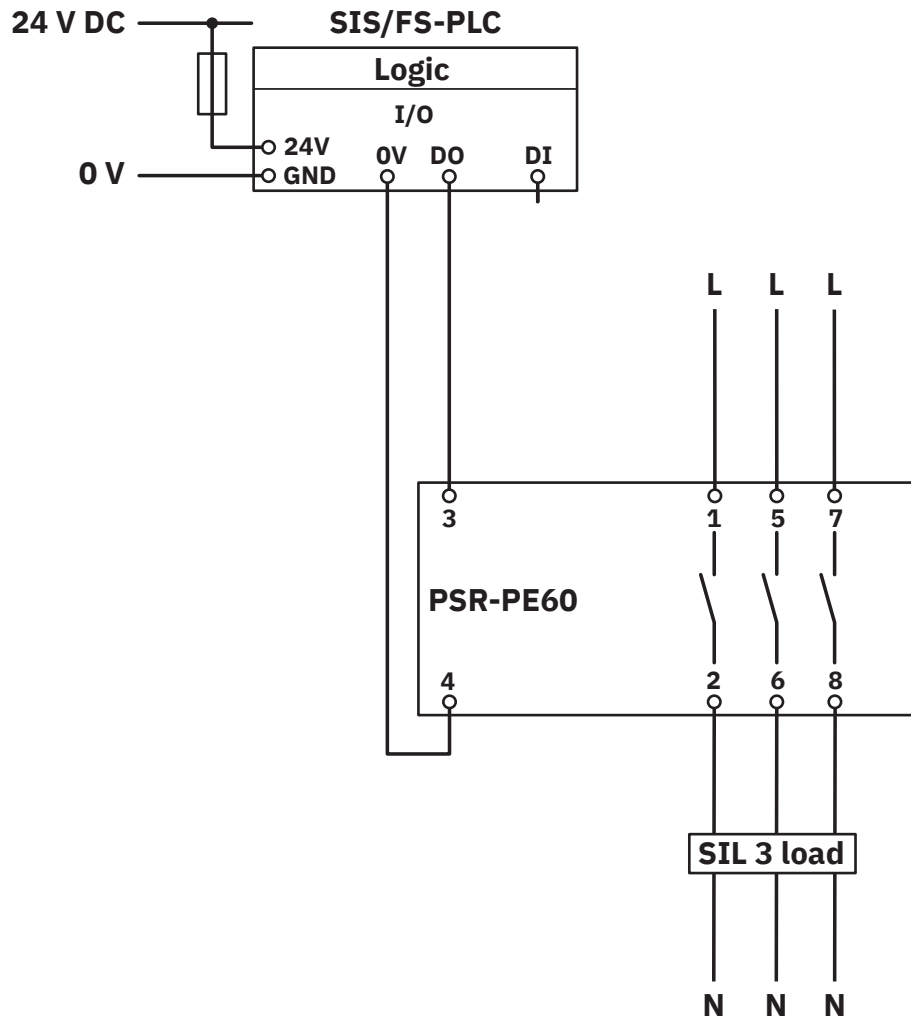 24 V DC
SIS/FS-PLC
Logic
I/O
24V
0V DO DI
0 V
GND
L L L
3 1 5 7
PSR-PE60
4 2 6 8
SIL 3 load
N N N